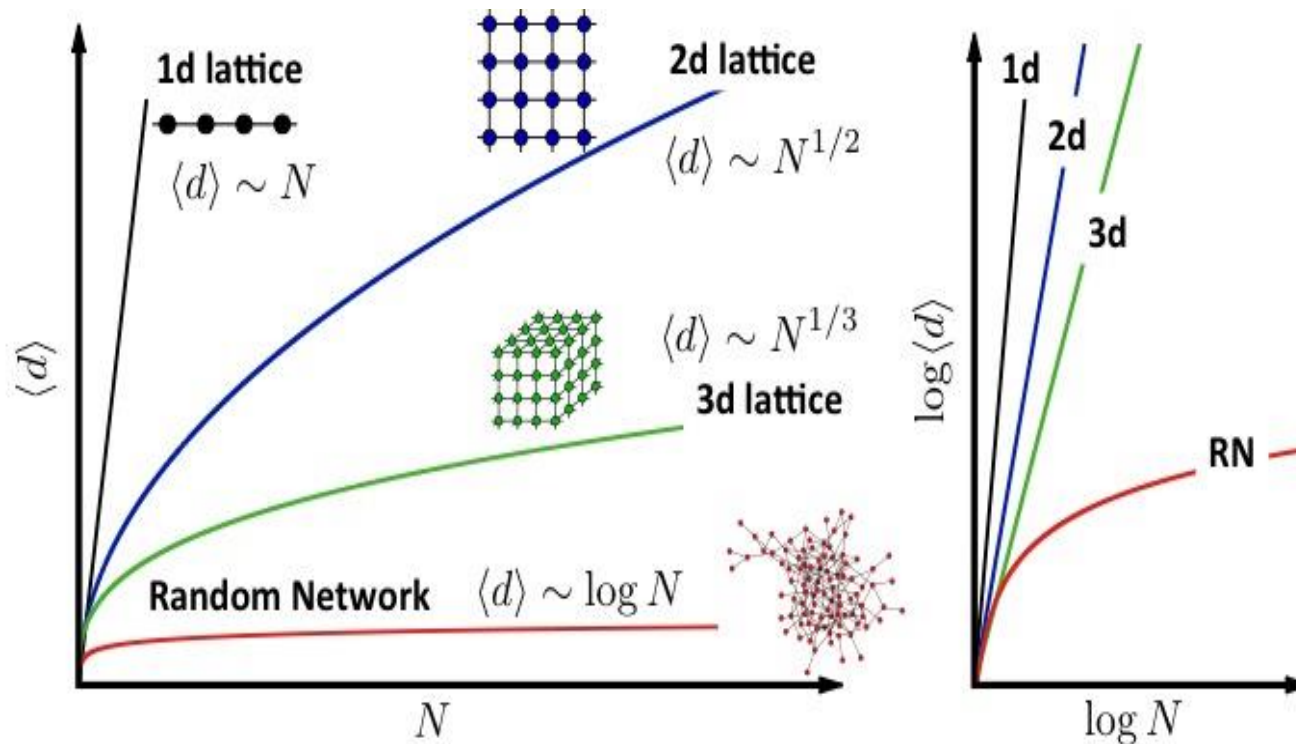 1d lattice
⟨d⟩ ∼ N
2d lattice
⟨d⟩ ∼ N^{1/2}
⟨d⟩ ∼ N^{1/3}
3d lattice
Random Network ⟨d⟩ ∼ log N
⟨d⟩
N
1d
2d
3d
RN
log⟨d⟩
log N